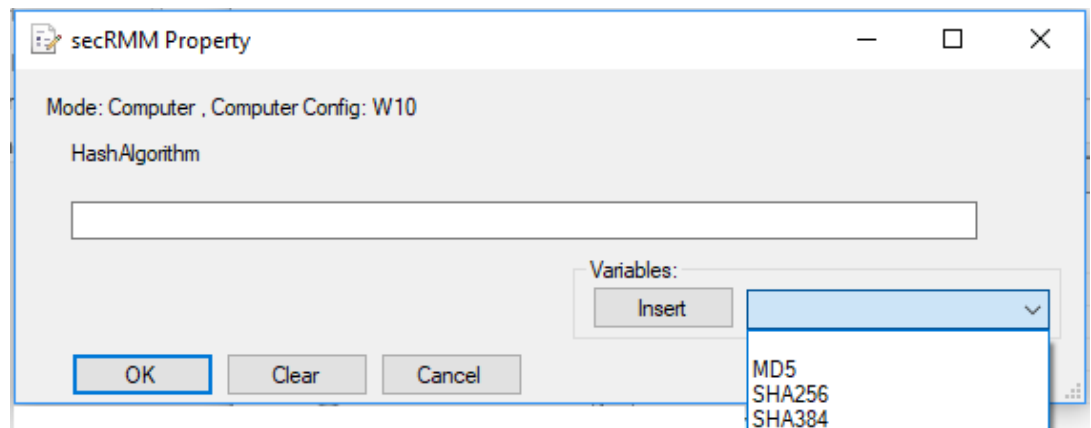 secRMM Property
Mode: Computer , Computer Config: W10
HashAlgorithm
Variables:
Insert
OK Clear Cancel
MD5
SHA256
SHA384